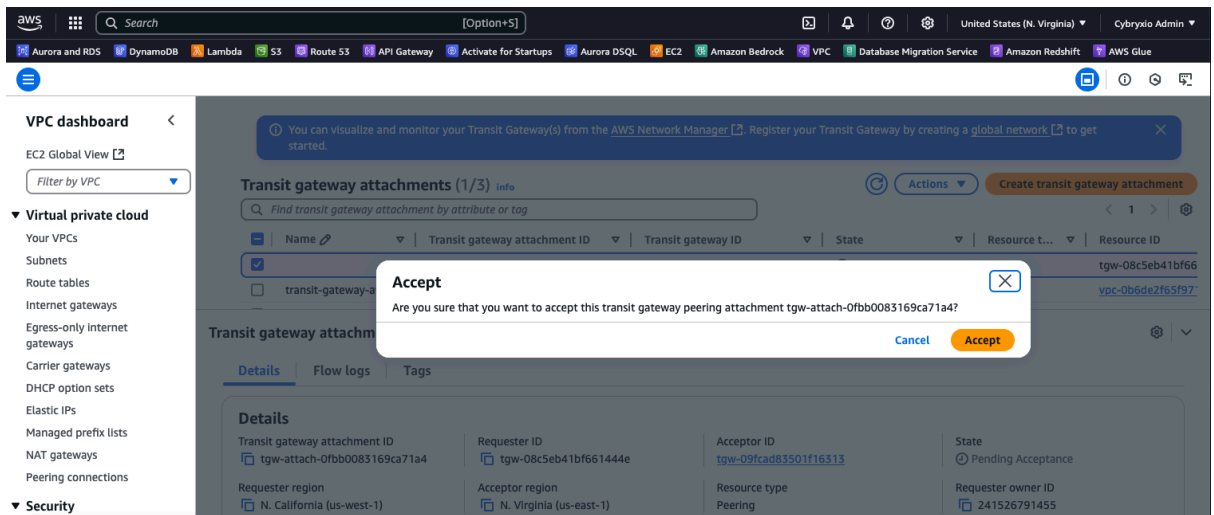 aws Search [Option+S] United States (N. Virginia) ▼ Cybryxio Admin ▼
Aurora and RDS DynamoDB Lambda S3 Route 53 API Gateway Activate for Startups Aurora DSQL EC2 Amazon Bedrock VPC Database Migration Service Amazon Redshift AWS Glue
VPC dashboard
EC2 Global View
Filter by VPC
Virtual private cloud
Your VPCs
Subnets
Route tables
Internet gateways
Egress-only internet
gateways
Carrier gateways
DHCP option sets
Elastic IPs
Managed prefix lists
NAT gateways
Peering connections
Security
You can visualize and monitor your Transit Gateway(s) from the AWS Network Manager. Register your Transit Gateway by creating a global network to get
started.
Transit gateway attachments (1/3) Info Actions Create transit gateway attachment
Find transit gateway attachment by attribute or tag 1
Name Transit gateway attachment ID Transit gateway ID State Resource t... Resource ID
tgw-08c5eb41bf66
transit-gateway-a vpc-0b6de2f65f97
Accept
Are you sure that you want to accept this transit gateway peering attachment tgw-attach-0fbb0083169ca71a4?
Cancel Accept
Transit gateway attachm
Details Flow logs Tags
Details
Transit gateway attachment ID Requester ID Acceptor ID State
tgw-attach-0fbb0083169ca71a4 tgw-08c5eb41bf661444e tgw-09fcad83501f16313 Pending Acceptance
Requester region Acceptor region Resource type Requester owner ID
N. California (us-west-1) N. Virginia (us-east-1) Peering 241526791455